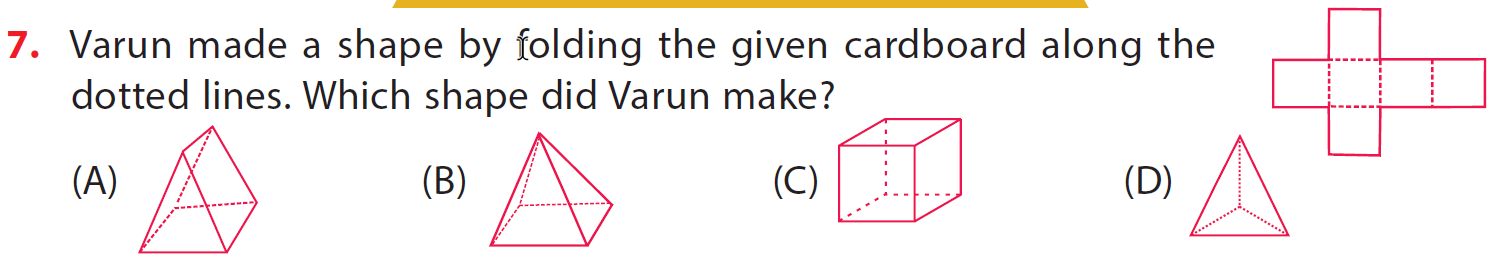 7. Varun made a shape by folding the given cardboard along the
dotted lines. Which shape did Varun make?
(A) (B) (C) (D)